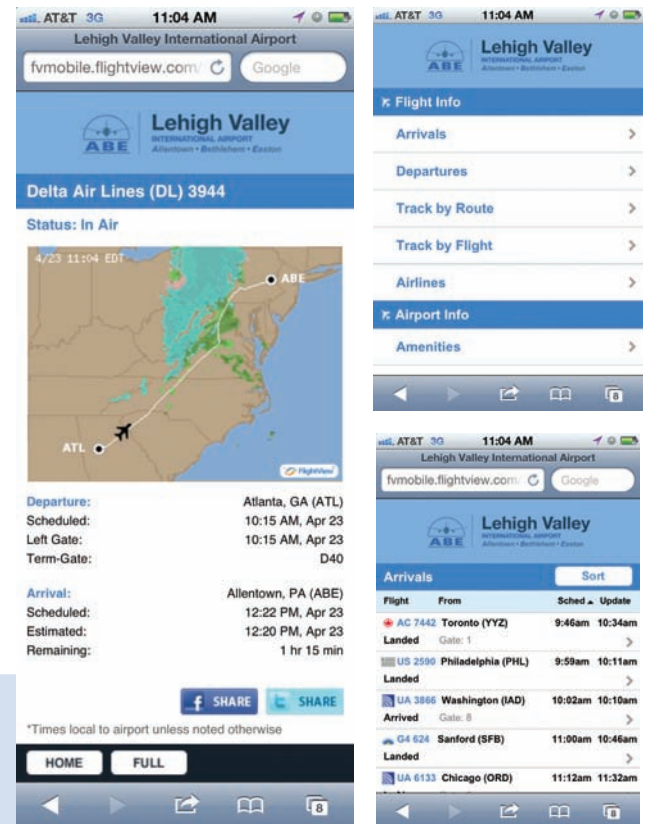 AT&T 3G 11:04 AM
Lehigh Valley International Airport
fvmobile.flightview.com/ Google
Lehigh Valley
INTERNATIONAL AIRPORT
ABE Allentown • Bethlehem • Easton
Delta Air Lines (DL) 3944
Status: In Air
4/23 11:04 EDT
ABE
ATL
FlightView
Departure: Atlanta, GA (ATL)
Scheduled: 10:15 AM, Apr 23
Left Gate: 10:15 AM, Apr 23
Term-Gate: D40
Arrival: Allentown, PA (ABE)
Scheduled: 12:22 PM, Apr 23
Estimated: 12:20 PM, Apr 23
Remaining: 1 hr 15 min
f SHARE t SHARE
*Times local to airport unless noted otherwise
HOME FULL
8
AT&T 3G 11:04 AM
Lehigh Valley
INTERNATIONAL AIRPORT
ABE Allentown • Bethlehem • Easton
Flight Info
Arrivals
Departures
Track by Route
Track by Flight
Airlines
Airport Info
Amenities
8
AT&T 3G 11:04 AM
Lehigh Valley International Airport
fvmobile.flightview.com/ Google
Lehigh Valley
INTERNATIONAL AIRPORT
ABE Allentown • Bethlehem • Easton
Arrivals Sort
Flight From Sched Update
AC 7442 Toronto (YYZ) 9:46am 10:34am
Landed Gate: 1
US 2590 Philadelphia (PHL) 9:59am 10:11am
Landed
UA 3866 Washington (IAD) 10:02am 10:10am
Arrived Gate: 8
G4 624 Sanford (SFB) 11:00am 10:46am
Landed
UA 6133 Chicago (ORD) 11:12am 11:32am
8